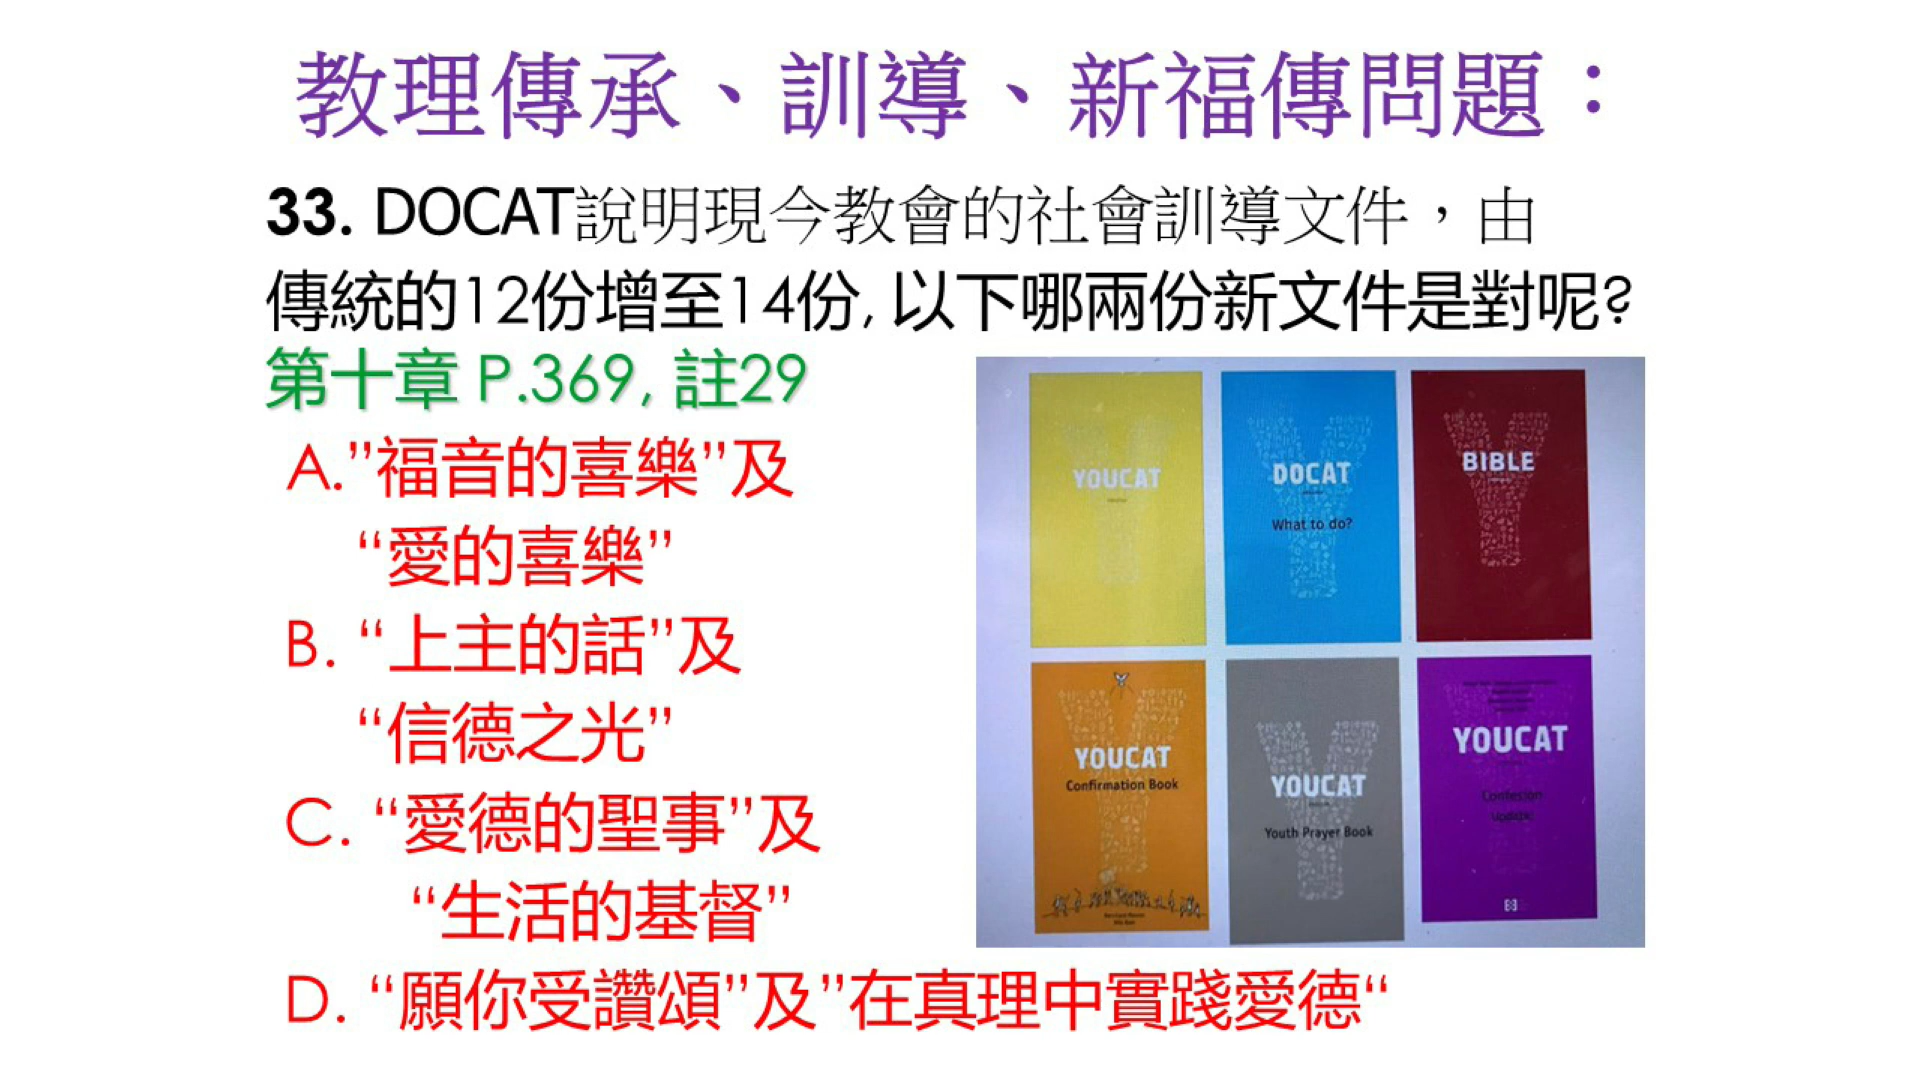 教理傳承、訓導、新福傳問題：
33. DOCAT說明現今教會的社會訓導文件，由
傳統的12份增至14份, 以下哪兩份新文件是對呢?
第十章 P.369, 註29
A.”福音的喜樂”及
“愛的喜樂”
B. “上主的話”及
“信德之光”
C. “愛德的聖事”及
“生活的基督”
D. “願你受讚頌”及”在真理中實踐愛德“
YOUCAT
DOCAT
What to do?
BIBLE
YOUCAT
Confirmation Book
YOUCAT
Youth Prayer Book
YOUCAT
Confession
Update!